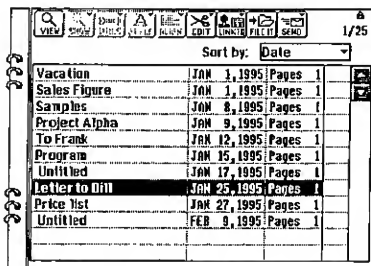 VIEW EDIT LINKIT FILE IT SEND 1/25
Sort by: Date
Vacation JAN 1,1995 Pages 1
Sales Figure JAN 1,1995 Pages 1
Samples JAN 8,1995 Pages 1
Project Alpha JAN 9,1995 Pages 1
To Frank JAN 12,1995 Pages 1
Program JAN 15,1995 Pages 1
Untitled JAN 17,1995 Pages 1
Letter to Dill JAN 25,1995 Pages 1
Price list JAN 27,1995 Pages 1
Untitled FEB 9,1995 Pages 1